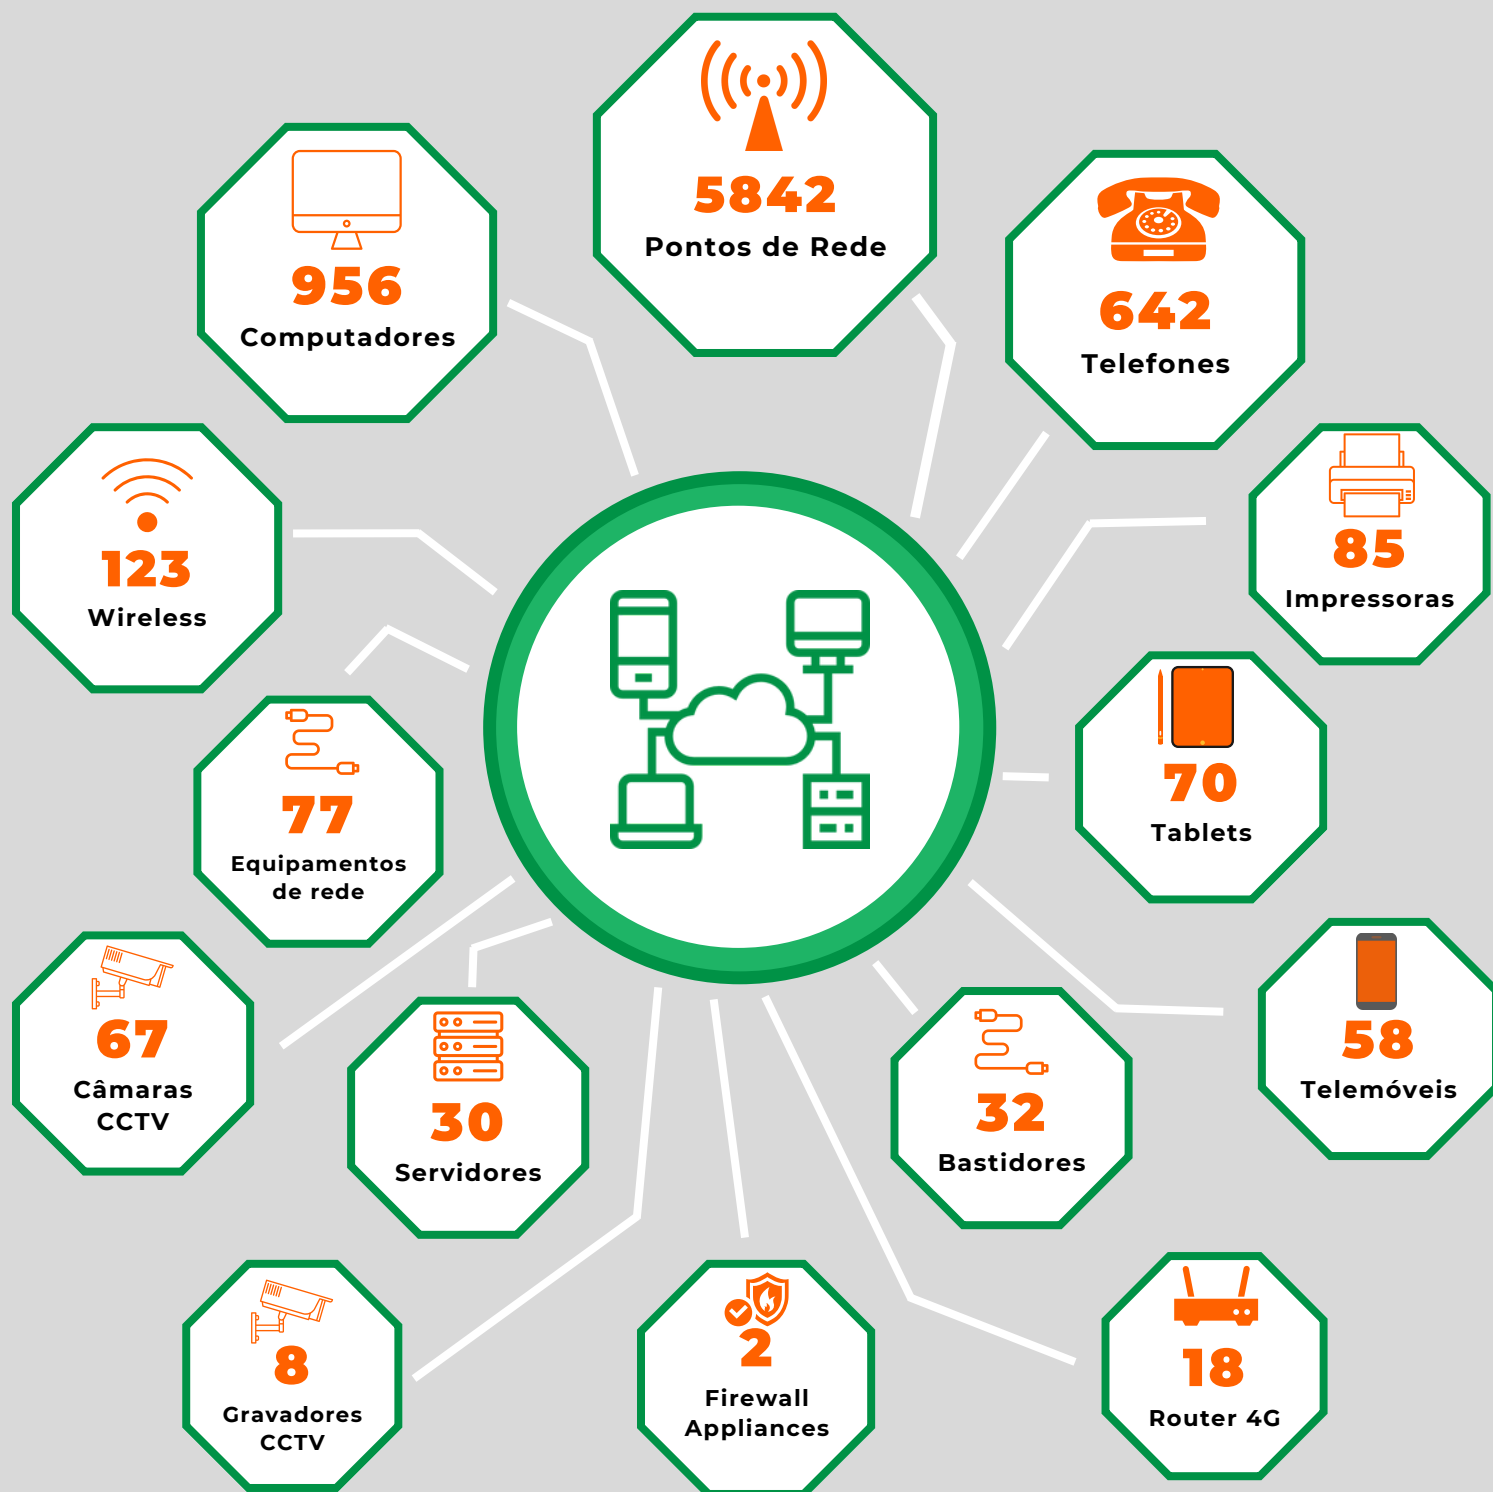 5842
Pontos de Rede
956
Computadores
642
Telefones
123
Wireless
85
Impressoras
77
Equipamentos
de rede
70
Tablets
67
Câmaras
CCTV
58
Telemóveis
30
Servidores
32
Bastidores
8
Gravadores
CCTV
2
Firewall
Appliances
18
Router 4G